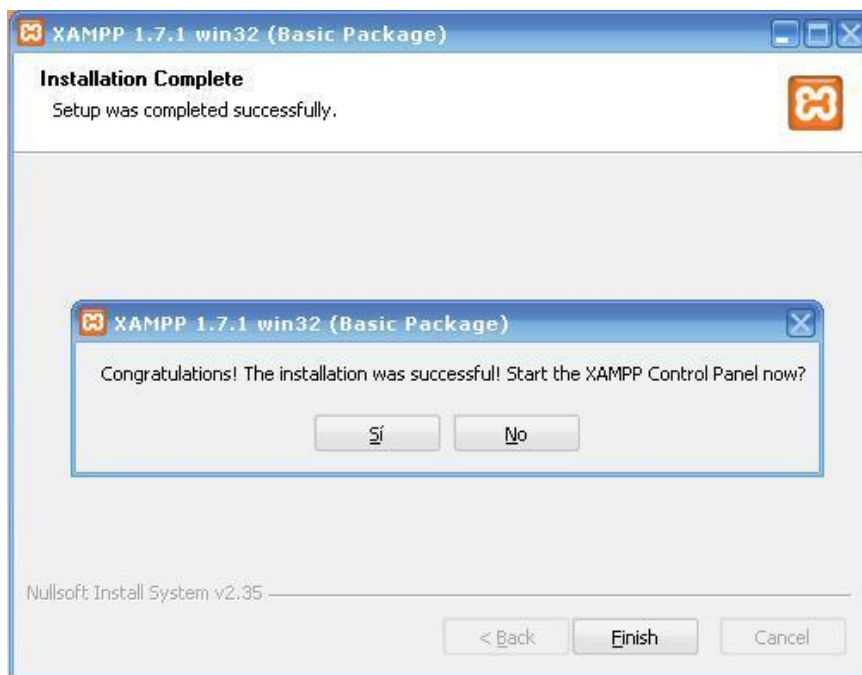 XAMPP 1.7.1 win32 (Basic Package)
Installation Complete
Setup was completed successfully.
XAMPP 1.7.1 win32 (Basic Package)
Congratulations! The installation was successful! Start the XAMPP Control Panel now?
Sí No
Nullsoft Install System v2.35
< Back Finish Cancel